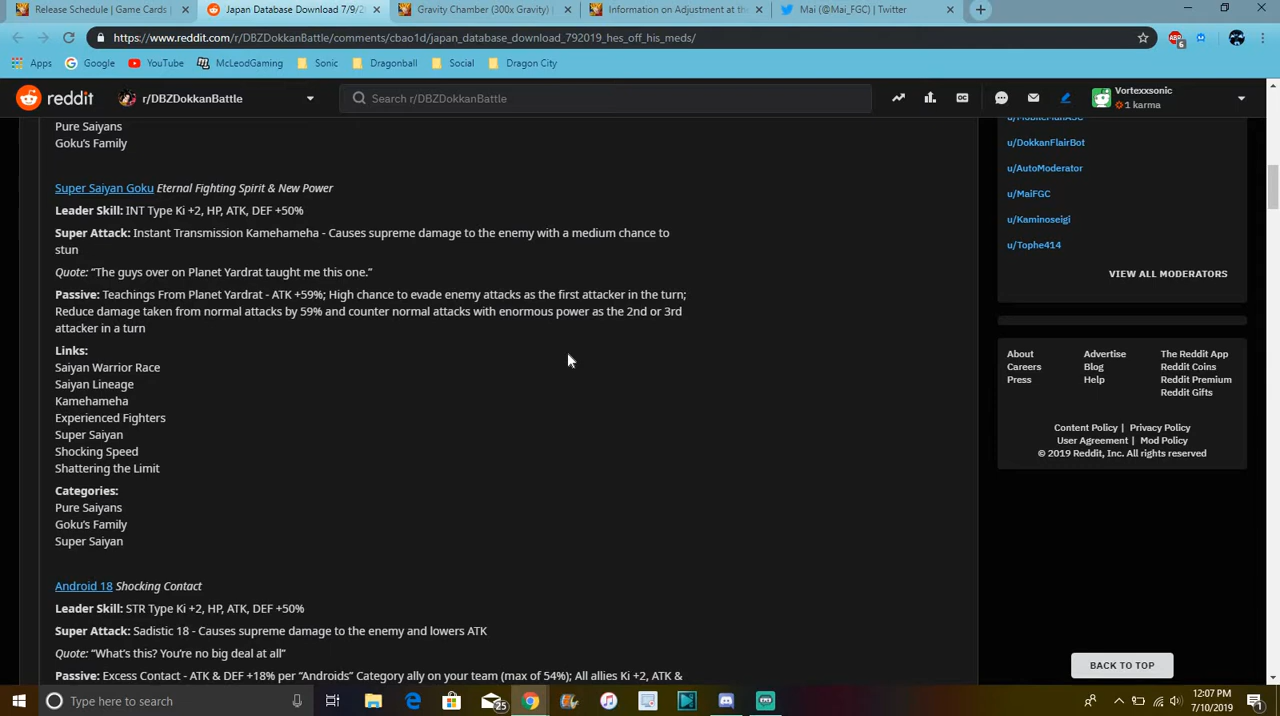 Release Schedule | Game Cards |
Japan Database Download 7/9/2
Gravity Chamber (300x Gravity) |
Information on Adjustment at the
Mai (@Mai_FGC) | Twitter
https://www.reddit.com/r/DBZDokkanBattle/comments/cbao1d/japan_database_download_792019_hes_off_his_meds/
ABP
6
Apps
Google
YouTube
McLeodGaming
Sonic
Dragonball
Social
Dragon City
reddit
r/DBZDokkanBattle
Search r/DBZDokkanBattle
Vortexxsonic
1 karma
Pure Saiyans
Goku's Family
Super Saiyan Goku Eternal Fighting Spirit & New Power
Leader Skill: INT Type Ki +2, HP, ATK, DEF +50%
Super Attack: Instant Transmission Kamehameha - Causes supreme damage to the enemy with a medium chance to
stun
Quote: “The guys over on Planet Yardrat taught me this one.”
Passive: Teachings From Planet Yardrat - ATK +59%; High chance to evade enemy attacks as the first attacker in the turn;
Reduce damage taken from normal attacks by 59% and counter normal attacks with enormous power as the 2nd or 3rd
attacker in a turn
Links:
Saiyan Warrior Race
Saiyan Lineage
Kamehameha
Experienced Fighters
Super Saiyan
Shocking Speed
Shattering the Limit
Categories:
Pure Saiyans
Goku's Family
Super Saiyan
Android 18 Shocking Contact
Leader Skill: STR Type Ki +2, HP, ATK, DEF +50%
Super Attack: Sadistic 18 - Causes supreme damage to the enemy and lowers ATK
Quote: “What's this? You're no big deal at all”
Passive: Excess Contact - ATK & DEF +18% per “Androids” Category ally on your team (max of 54%); All allies Ki +2, ATK &
u/DokkanFlairBot
u/AutoModerator
u/MaiFGC
u/Kaminoseigi
u/Tophe414
VIEW ALL MODERATORS
About
Advertise
The Reddit App
Careers
Blog
Reddit Coins
Press
Help
Reddit Premium
Reddit Gifts
Content Policy | Privacy Policy
User Agreement | Mod Policy
© 2019 Reddit, Inc. All rights reserved
BACK TO TOP
Type here to search
25
12:07 PM
7/10/2019
1